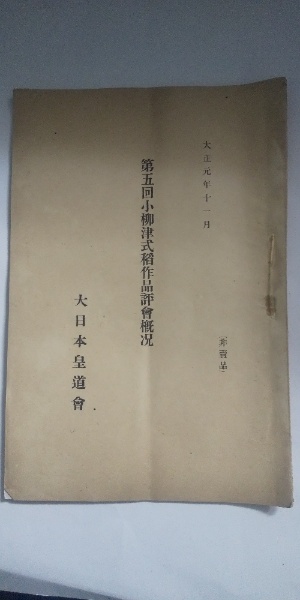 大正元年十一月
(非賣品)
第五回小柳津式稻作品評會概况
大日本皇道會